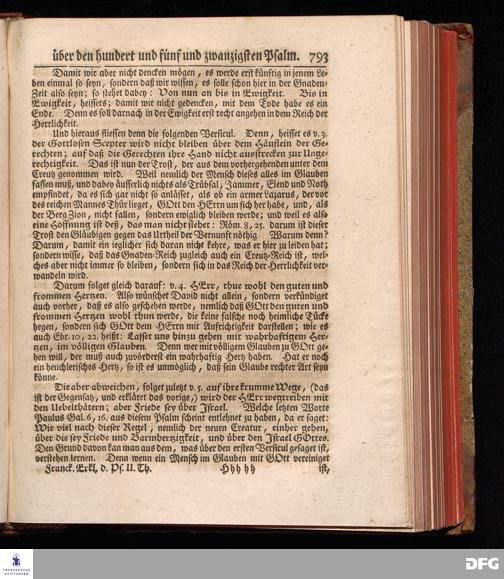 über den hundert und fünf und zwanzigsten Psalm. 793
Damit wir aber nicht dencken mögen, es werde erst künftig in jenem Le-
ben einmal so seyn, sondern daß wir wissen, es solle schon hier in der Gnaden-
Zeit also seyn; so stehet dabey: Von nun an bis in Ewigkeit. Bis in
Ewigkeit, heissets; damit wir nicht gedencken, mit dem Tode habe es ein
Ende. Denn es soll darnach in der Ewigkeit erst recht angehen in dem Reich der
Herrlichkeit.
Und hieraus fliessen denn die folgenden Versicul. Denn, heisset es v. 3.
der Gottlosen Scepter wird nicht bleiben über dem Häuflein der Ge-
rechten; auf daß die Gerechten ihre Hand nicht ausstrecken zur Unge-
rechtigkeit. Das ist nun der Trost, der aus dem vorhergehenden unter dem
Creutz genommen wird. Weil nemlich der Mensch dieses alles im Glauben
fassen muß, und dabey äusserlich nichts als Trübsal, Jammer, Elend und Noth
empfindet, da es sich gar nicht so anlässet, als ob ein armer Lazarus, der vor
des reichen Mannes Thür lieget, GOtt den HErrn um sich her habe, und, als
der Berg Zion, nicht fallen, sondern ewiglich bleiben werde; und weil es also
eine Hoffnung ist deß, das man nicht siehet: Röm. 8, 25. darum ist dieser
Trost den Gläubigen gegen das Urtheil der Vernunft nöthig. Warum denn?
Darum, damit ein ieglicher sich daran nicht kehre, was er hier zu leiden hat;
sondern wisse, daß das Gnaden-Reich zugleich auch ein Creutz-Reich ist, wel-
ches aber nicht immer so bleiben, sondern sich in das Reich der Herrlichkeit ver-
wandeln wird.
Darum folget gleich darauf: v. 4. HErr, thue wohl den guten und
frommen Hertzen. Also wünschet David nicht allein, sondern verkündiget
auch vorher, daß es also geschehen werde, nemlich daß GOtt den guten und
frommen Hertzen wohl thun werde, die keine falsche noch heimliche Tücke
hegen, sondern sich GOtt dem HErrn mit Aufrichtigkeit darstellen; wie es
auch Ebr. 10, 22. heißt: Lasset uns hinzu gehen mit wahrhaftigem Her-
tzen, im völligen Glauben. Denn wer mit völligem Glauben zu GOtt ge-
hen will, der muß auch zuvörderst ein wahrhaftig Hertz haben. Hat er noch
ein heuchlerisches Hertz, so ist es unmöglich, daß sein Glaube rechter Art seyn
könne.
Die aber abweichen, folget zuletzt v. 5. auf ihre krumme Wege, (das
ist der Gegensatz, und erkläret das vorige,) wird der HErr wegtreiben mit
den Uebelthätern; aber Friede sey über Israel. Welche letzten Worte
Paulus Gal. 6, 16. aus diesem Psalm scheint entlehnet zu haben, da er saget:
Wie viel nach dieser Regel, nemlich der neuen Creatur, einher gehen,
über die sey Friede und Barmhertzigkeit, und über den Israel GOttes.
Den Grund davon kan man aus dem, was über den ersten Versicul gesaget ist,
verstehen lernen. Denn wenn ein Mensch im Glauben mit GOtt vereiniget
Franck. Erkl. d. Ps. II. Th. Hhh hh ist,
FRANCKESCHE STIFTUNGEN
DFG